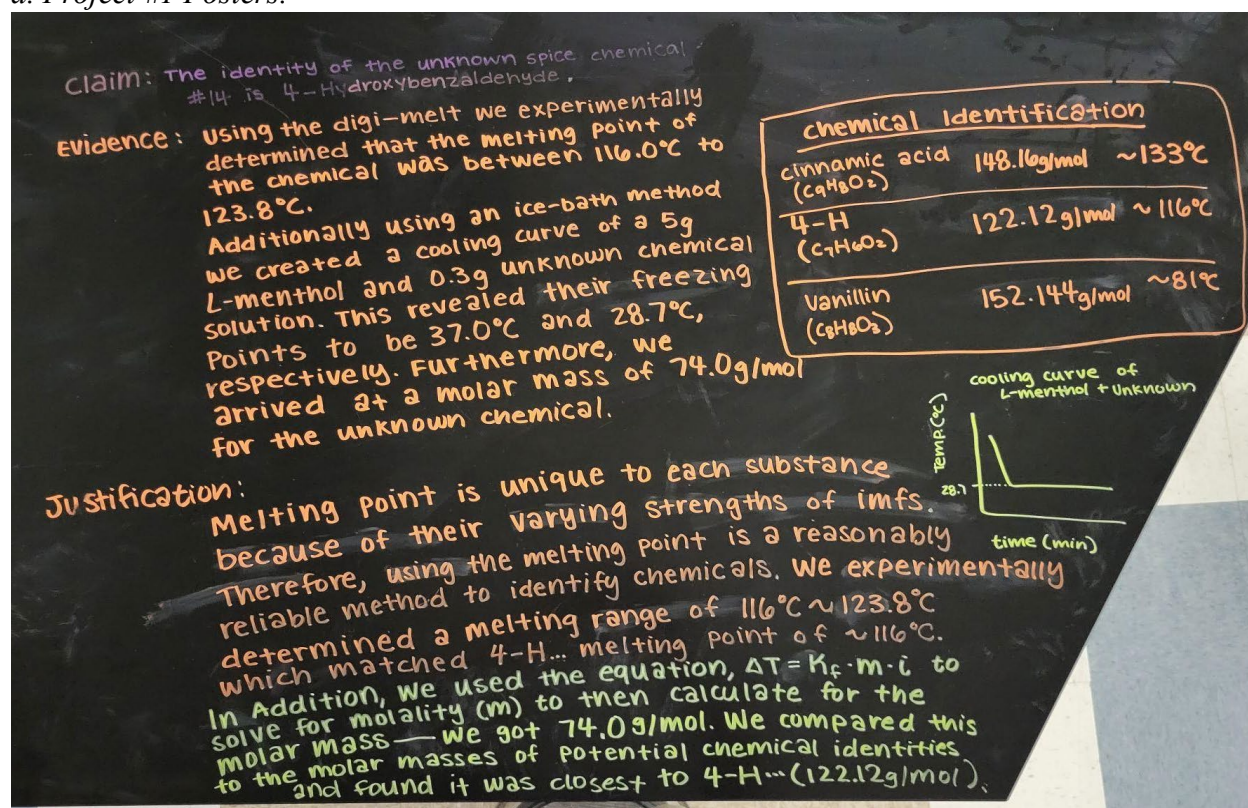 a. Project #1 Posters:
Claim: The identity of the unknown spice chemical
#14 is 4-Hydroxybenzaldehyde.
Evidence: Using the digi-melt we experimentally
determined that the melting point of
the chemical was between 116.0°C to
123.8°C.
Additionally using an ice-bath method
we created a cooling curve of a 5g
L-menthol and 0.3g unknown chemical
solution. This revealed their freezing
points to be 37.0°C and 28.7°C,
respectively. Furthermore, we
arrived at a molar mass of 74.0g/mol
for the unknown chemical.
Chemical Identification
cinnamic acid 148.16g/mol ~133°C
(C9H8O2)
4-H 122.12g/mol ~116°C
(C7H6O2)
Vanillin 152.144g/mol ~81°C
(C8H8O3)
cooling curve of
L-menthol + Unknown
Temp.(°C)
28.7
time (min)
Justification:
Melting point is unique to each substance
because of their varying strengths of imfs.
Therefore, using the melting point is a reasonably
reliable method to identify chemicals. We experimentally
determined a melting range of 116°C ~ 123.8°C
which matched 4-H... melting point of ~116°C.
In Addition, we used the equation, ΔT = Kf · m · i to
solve for molality (m) to then calculate for the
molar mass — we got 74.0g/mol. We compared this
to the molar masses of potential chemical identities
and found it was closest to 4-H... (122.12g/mol).